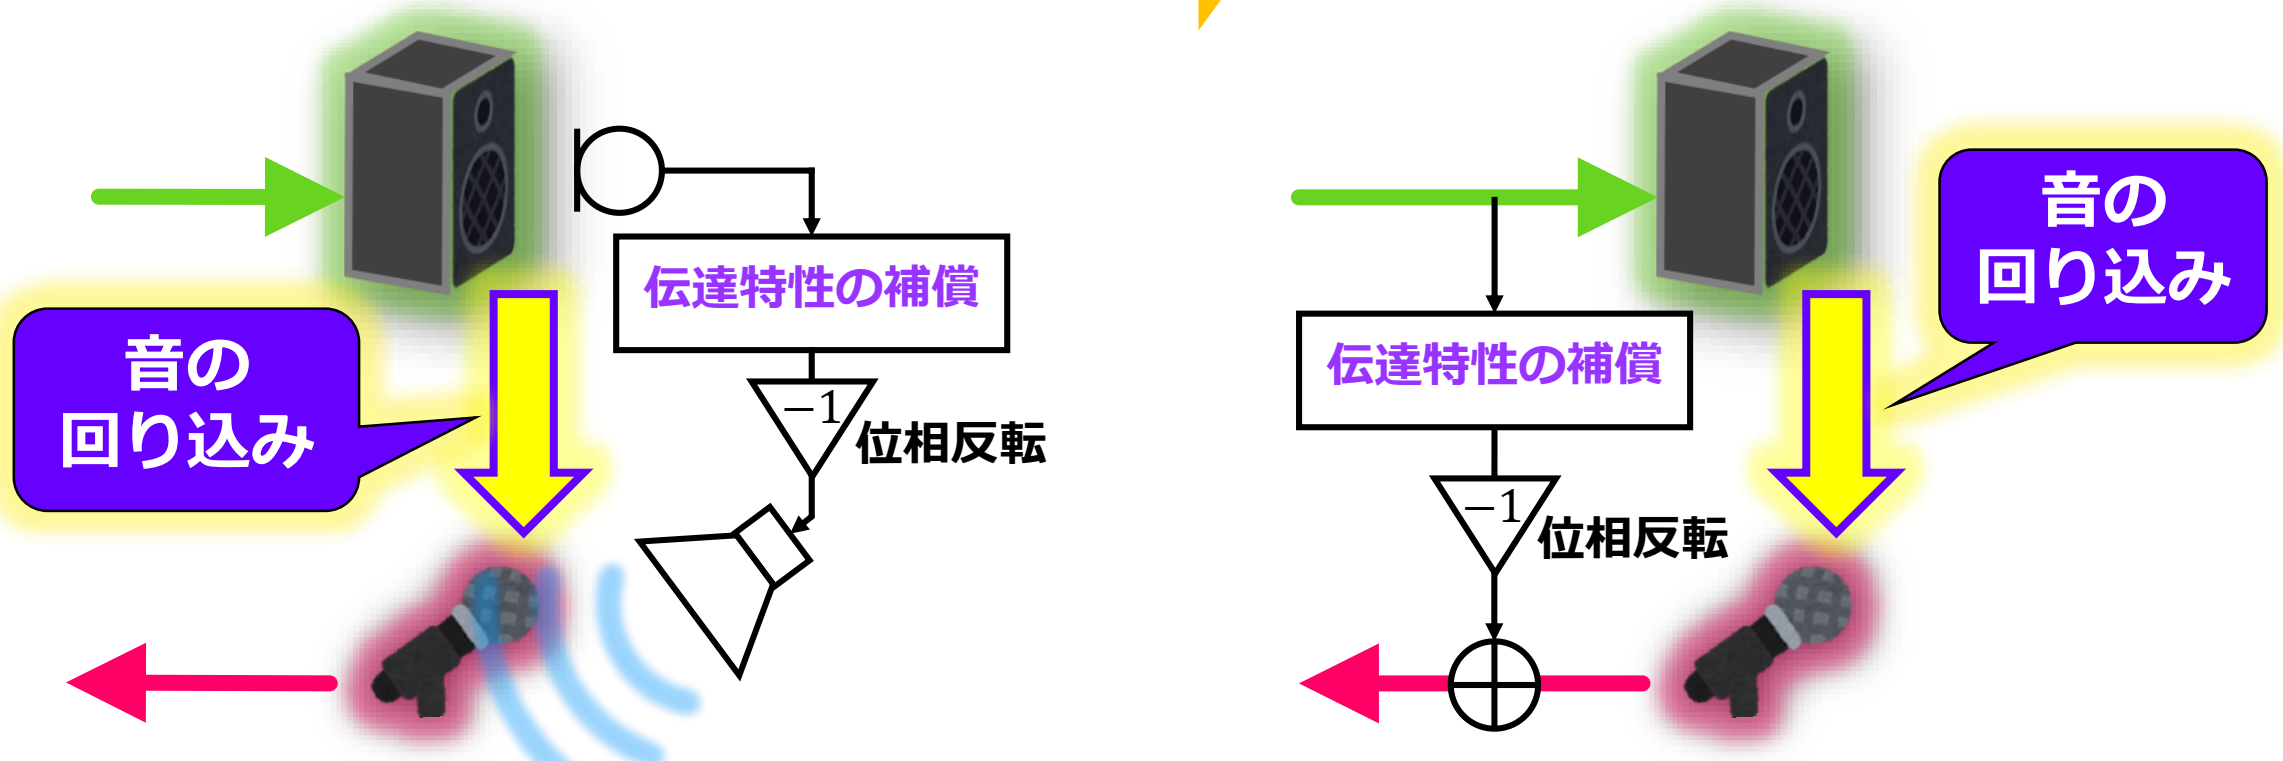 音の
回り込み
伝達特性の補償
−1
位相反転
音の
回り込み
伝達特性の補償
−1
位相反転